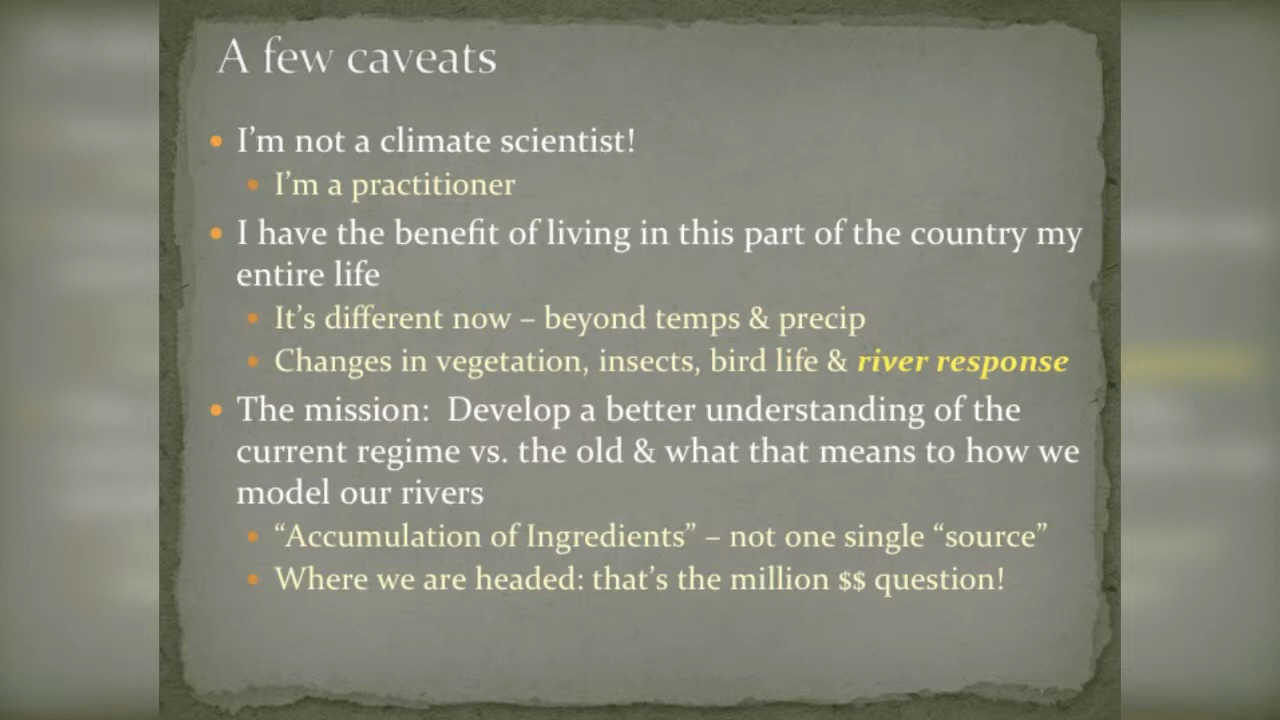 A few caveats
• I'm not a climate scientist!
• I'm a practitioner
• I have the benefit of living in this part of the country my
entire life
• It's different now – beyond temps & precip
• Changes in vegetation, insects, bird life & river response
• The mission:  Develop a better understanding of the
current regime vs. the old & what that means to how we
model our rivers
• “Accumulation of Ingredients” – not one single “source”
• Where we are headed: that's the million $$ question!